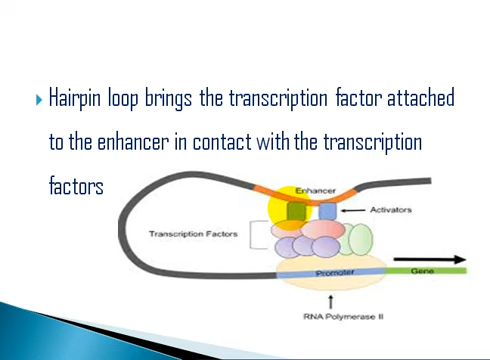 Hairpin loop brings the transcription factor attached
to the enhancer in contact with the transcription
factors
Enhancer
Activators
Transcription Factors
Promoter
Gene
RNA Polymerase II